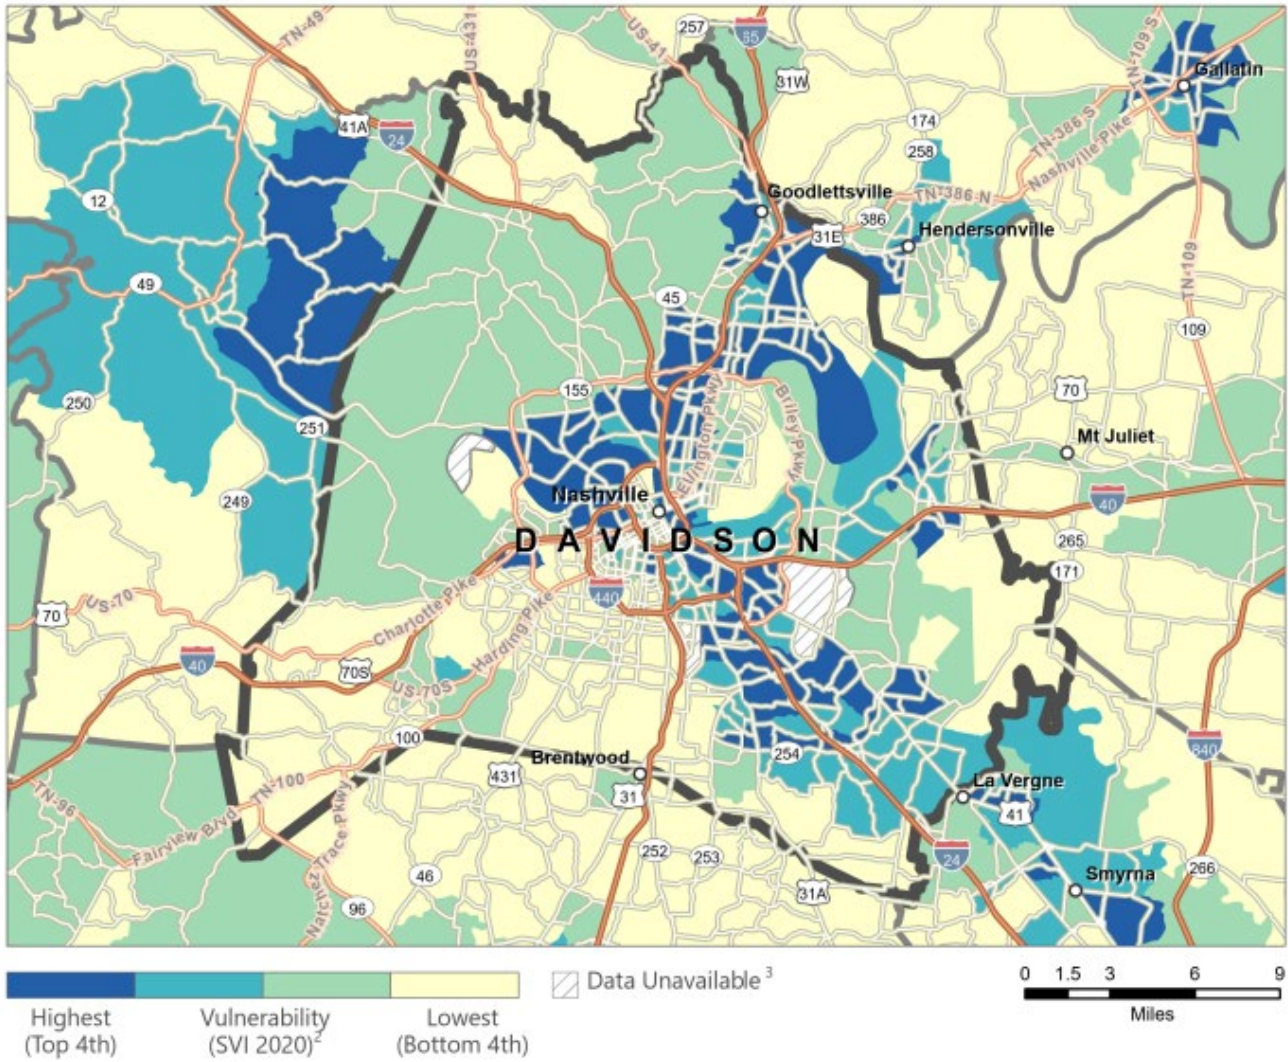 TN-49
US-431
US-41
257
65
31W
TN-109 S
Gallatin
41A
24
174
TN-386 S
258
Nashville Pike
12
Goodlettsville
TN-386 N
386
31E
Hendersonville
49
45
TN-109
109
155
70
250
251
Ellington Pkwy
Briley Pkwy
Mt Juliet
249
Nashville
40
DAVIDSON
265
171
440
US-70
70
Charlotte Pike
Harding Pike
40
70S
US-70S
100
254
840
Brentwood
431
31
La Vergne
41
TN-96
TN-100
Fairview Blvd
Natchez Trace Pkwy
252
253
24
266
46
31A
Smyrna
96
Data Unavailable 3
0 1.5 3 6 9
Miles
Highest Vulnerability Lowest
(Top 4th) (SVI 2020)2 (Bottom 4th)